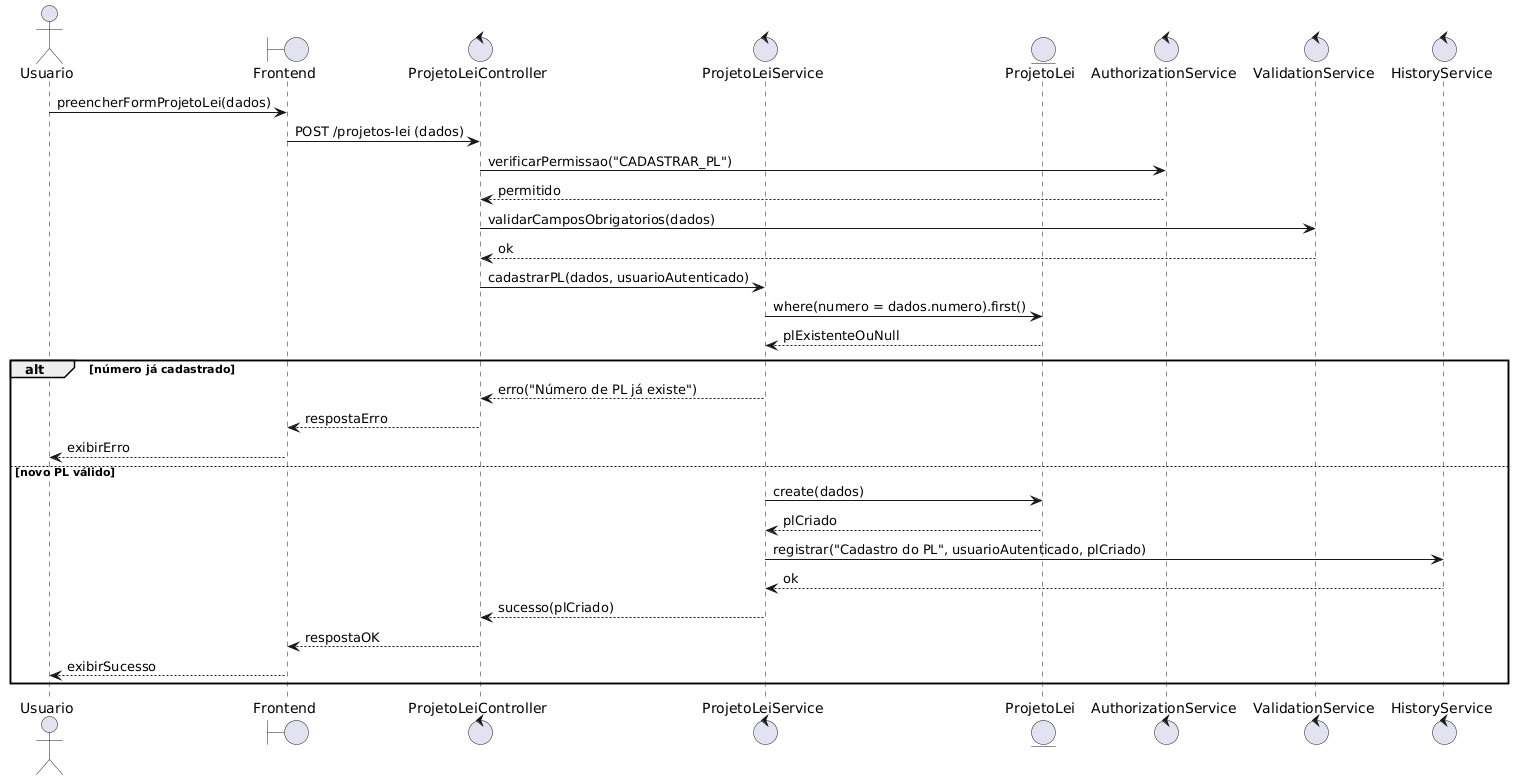 Usuario
Frontend
ProjetoLeiController
ProjetoLeiService
ProjetoLei
AuthorizationService
ValidationService
HistoryService
preencherFormProjetoLei(dados)
POST /projetos-lei (dados)
verificarPermissao("CADASTRAR_PL")
permitido
validarCamposObrigatorios(dados)
ok
cadastrarPL(dados, usuarioAutenticado)
where(numero = dados.numero).first()
plExistenteOuNull
alt
[número já cadastrado]
erro("Número de PL já existe")
respostaErro
exibirErro
[novo PL válido]
create(dados)
plCriado
registrar("Cadastro do PL", usuarioAutenticado, plCriado)
ok
sucesso(plCriado)
respostaOK
exibirSucesso
Usuario
Frontend
ProjetoLeiController
ProjetoLeiService
ProjetoLei
AuthorizationService
ValidationService
HistoryService